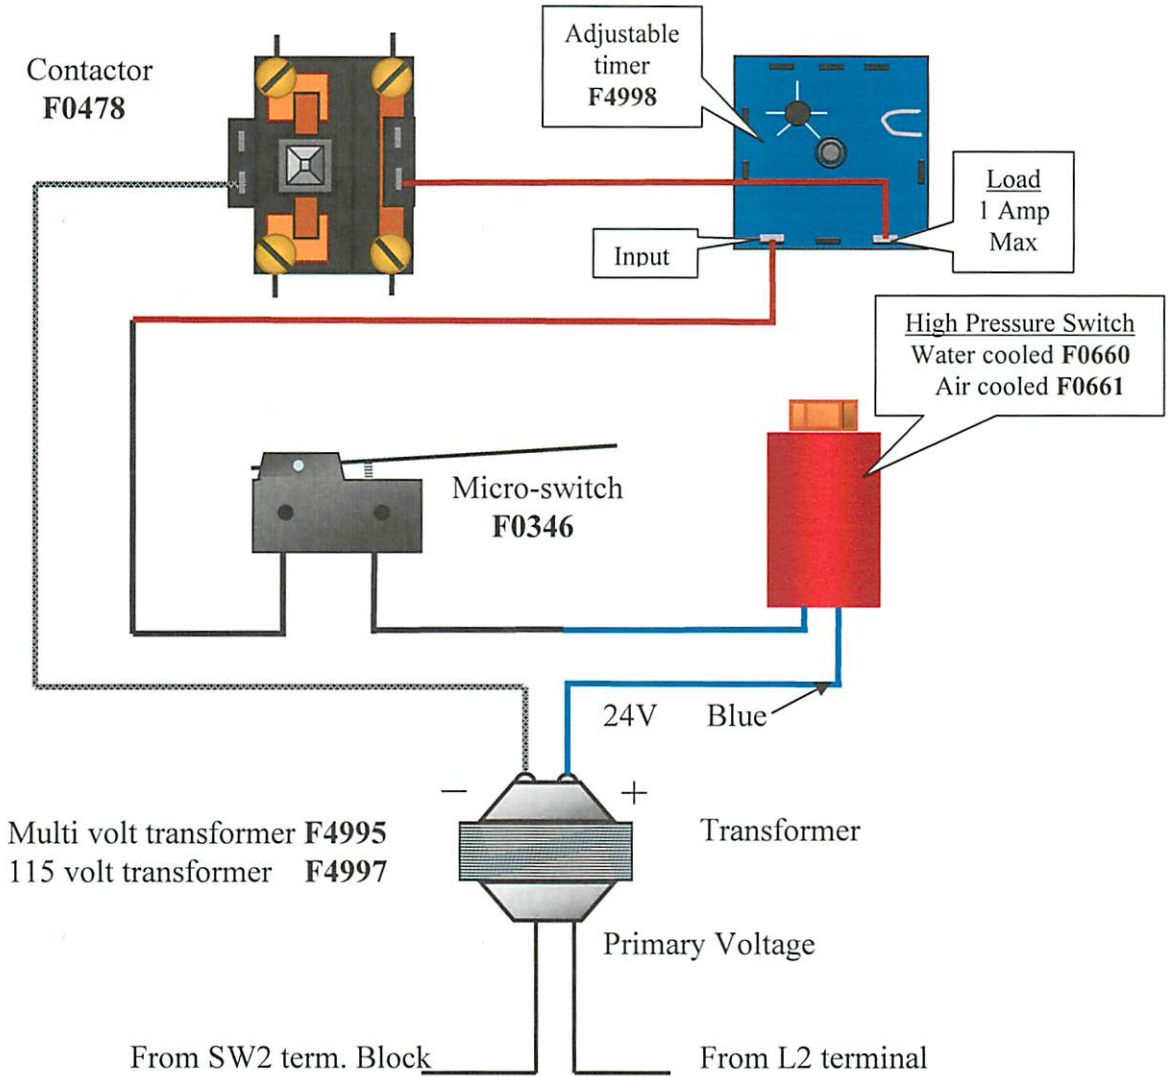 Contactor
F0478
Adjustable
timer
F4998
Load
1 Amp
Max
Input
High Pressure Switch
Water cooled F0660
Air cooled F0661
Micro-switch
F0346
24V Blue
− +
Multi volt transformer F4995
115 volt transformer F4997
Transformer
Primary Voltage
From SW2 term. Block
From L2 terminal